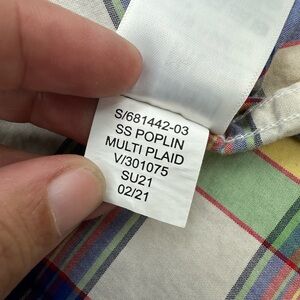 S/681442-03
SS POPLIN
MULTI PLAID
V/301075
SU21
02/21